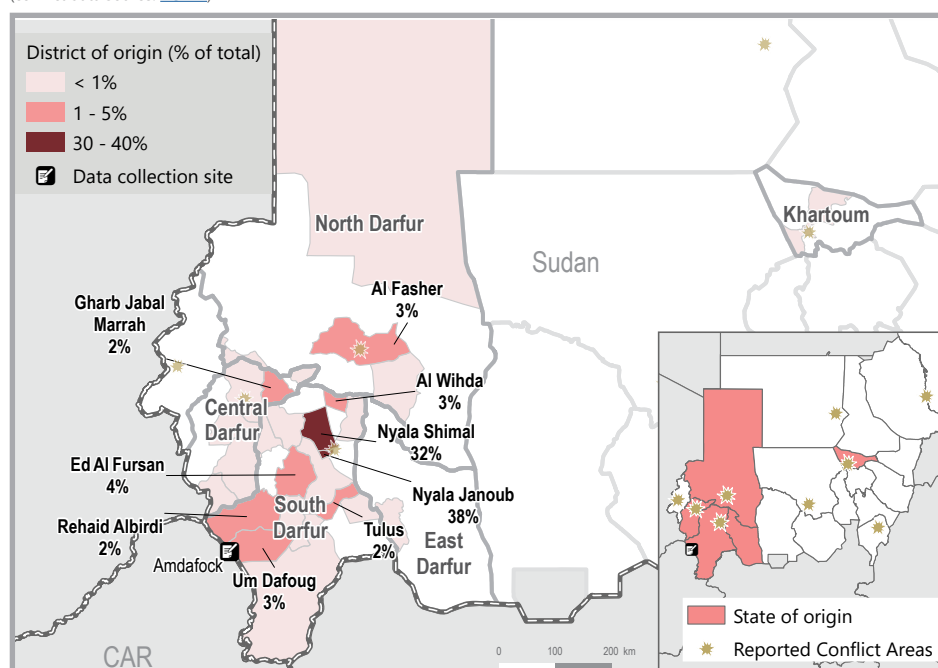 District of origin (% of total)
< 1%
1 - 5%
30 - 40%
Data collection site
North Darfur
Khartoum
Sudan
Al Fasher
3%
Gharb Jabal
Marrah
2%
Al Wihda
3%
Central
Darfur
Nyala Shimal
32%
Ed Al Fursan
4%
Nyala Janoub
38%
South
Darfur
Rehaid Albirdi
2%
Tulus
2%
East
Darfur
Amdafock
Um Dafoug
3%
State of origin
Reported Conflict Areas
CAR
0 100 200 km